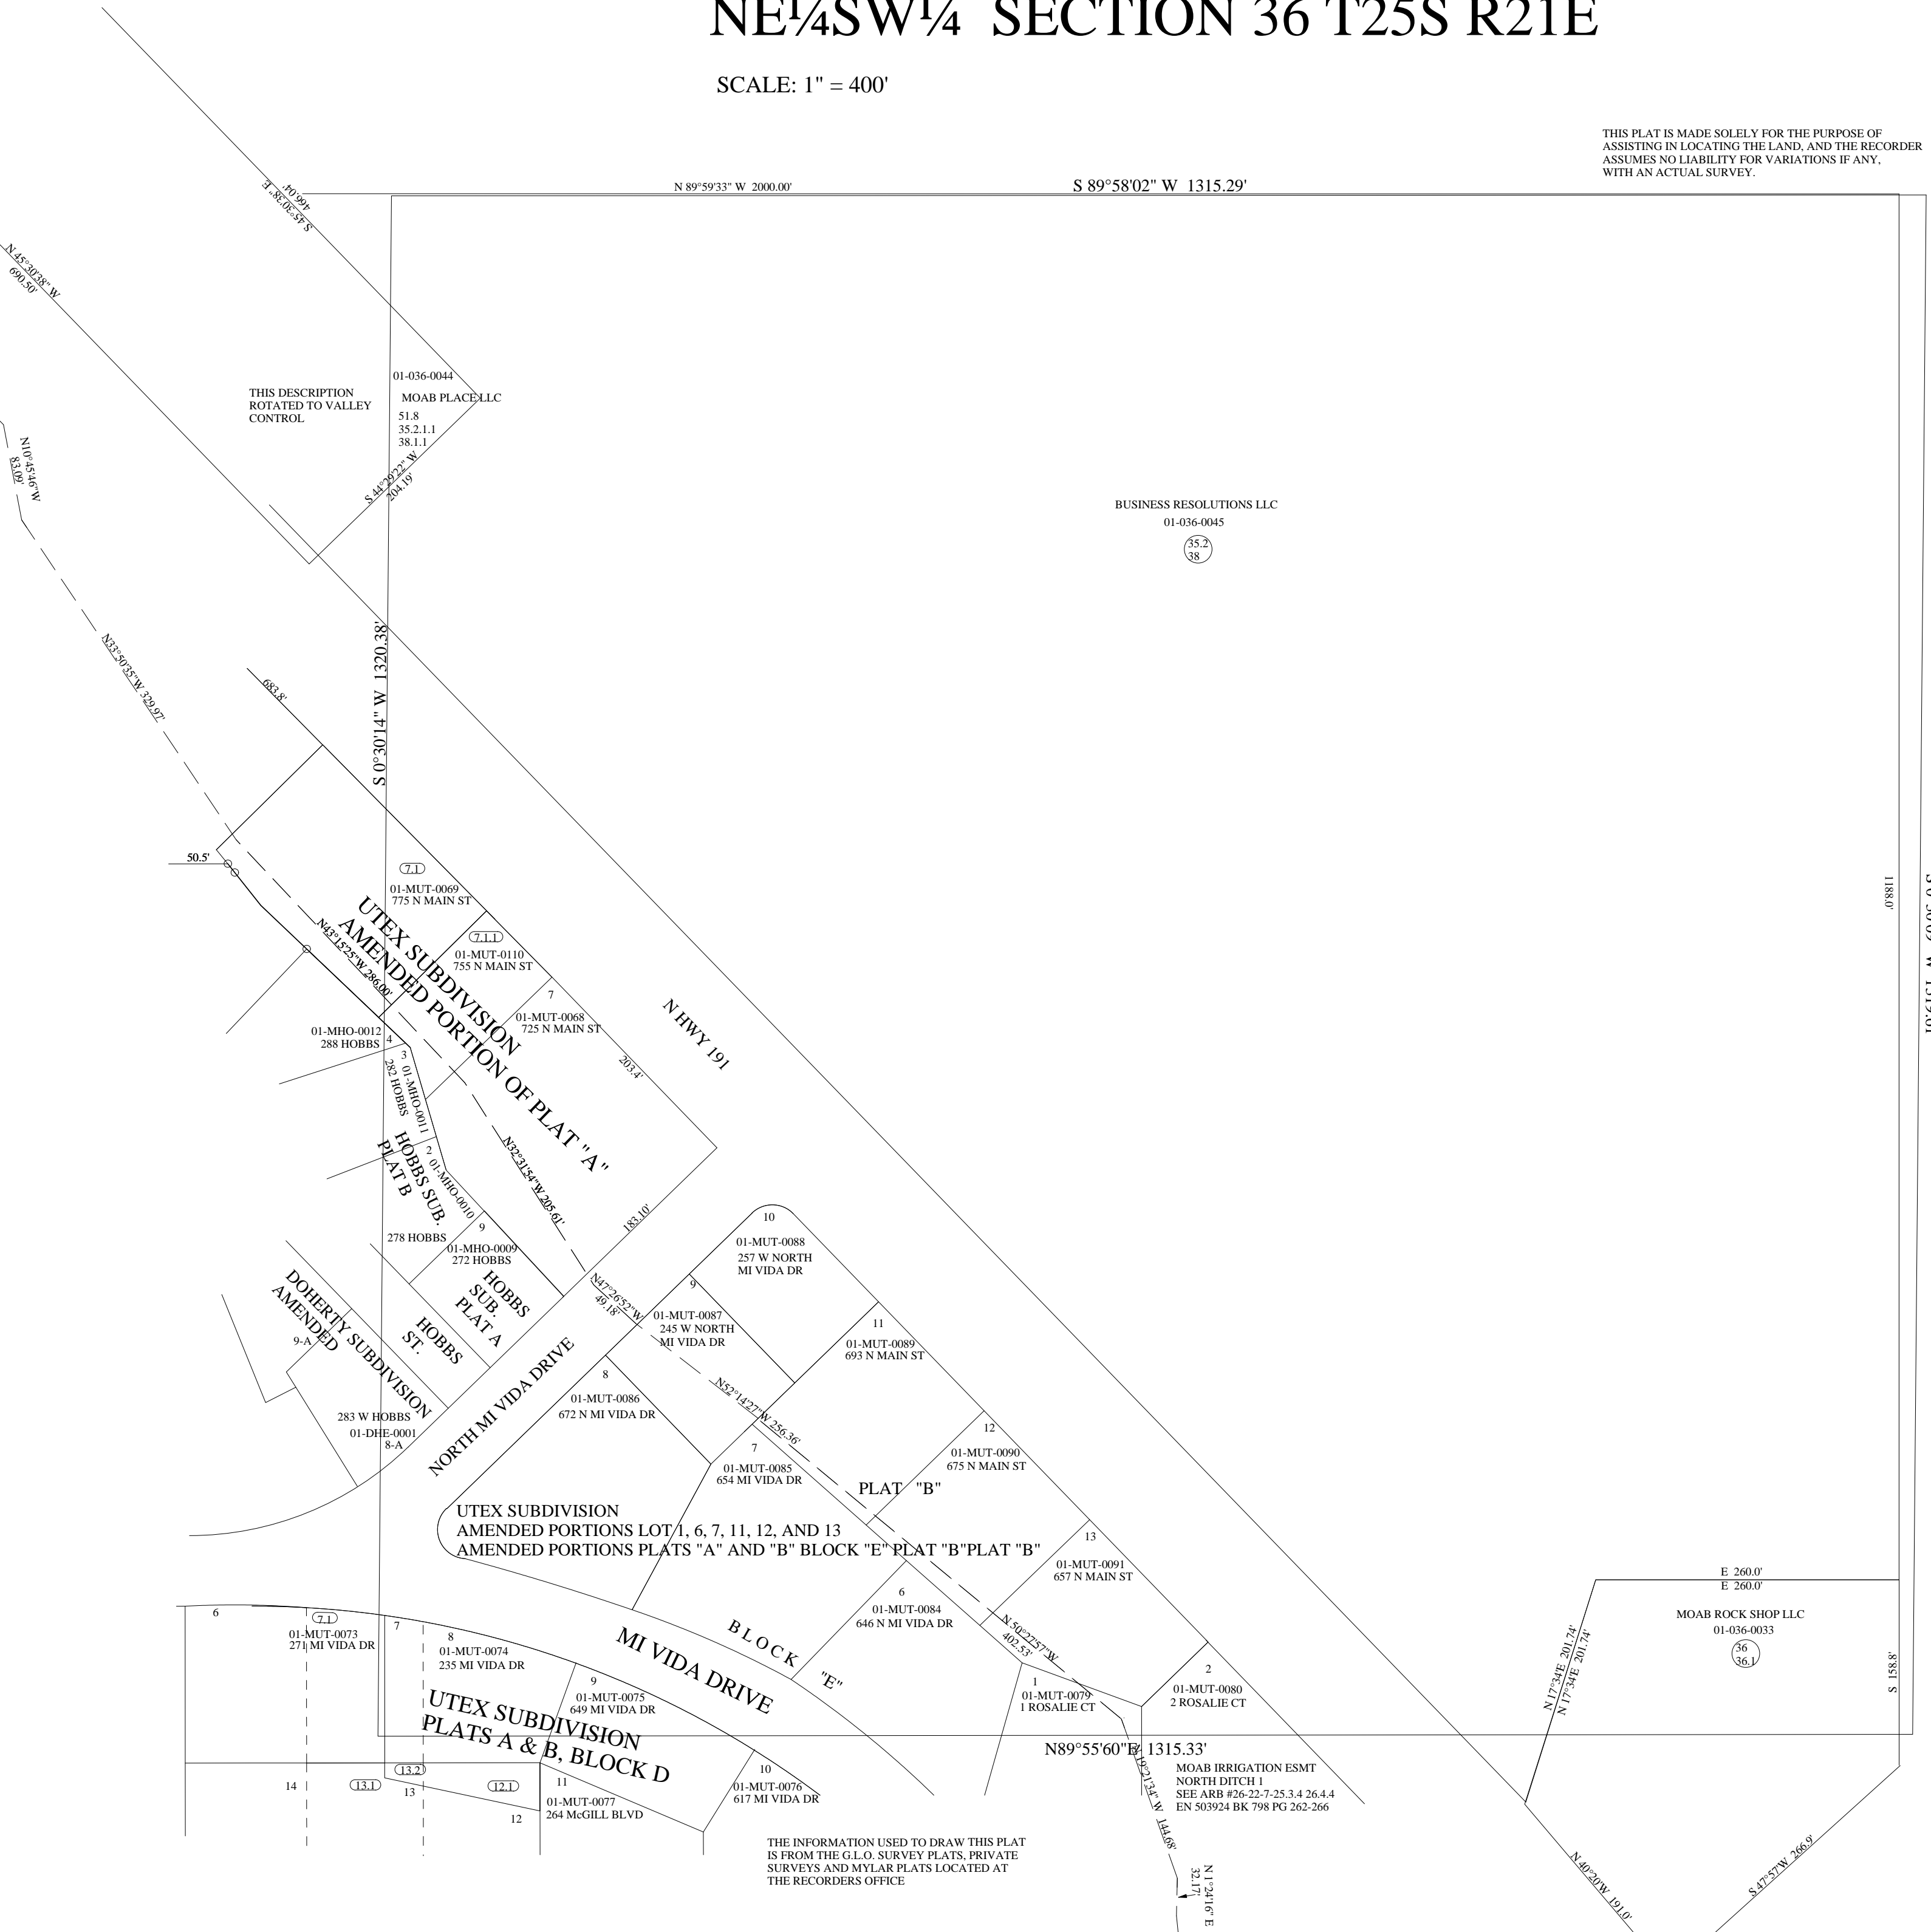 NE¼SW¼ SECTION 36 T25S R21E
SCALE: 1" = 400'
THIS PLAT IS MADE SOLELY FOR THE PURPOSE OF
ASSISTING IN LOCATING THE LAND, AND THE RECORDER
ASSUMES NO LIABILITY FOR VARIATIONS IF ANY,
WITH AN ACTUAL SURVEY.
N 89°59'33" W 2000.00'
S 89°58'02" W 1315.29'
S 45°30'38" E
466.04'
N 45°30'38" W
690.50'
01-036-0044
MOAB PLACE LLC
51.8
35.2.1.1
38.1.1
THIS DESCRIPTION
ROTATED TO VALLEY
CONTROL
S 44°29'22" W
204.19'
N10°45'46"W
83.09'
BUSINESS RESOLUTIONS LLC
01-036-0045
35.2
38
N33°50'35"W 329.97'
S 0°30'14" W 1320.38'
683.8'
50.5'
7.1
01-MUT-0069
775 N MAIN ST
7.1.1
01-MUT-0110
755 N MAIN ST
7
01-MUT-0068
725 N MAIN ST
UTEX SUBDIVISION
AMENDED PORTION OF PLAT "A"
N43°15'25"W 286.00'
N HWY 191
203.4'
1188.0'
01-MHO-0012
288 HOBBS
4
3
01-MHO-0011
282 HOBBS
2
01-MHO-0010
278 HOBBS
HOBBS SUB.
PLAT B
9
01-MHO-0009
272 HOBBS
HOBBS
SUB.
PLAT A
N32°31'54"W 205.61'
183.10'
HOBBS
ST.
DOHERTY SUBDIVISION
AMENDED
9-A
283 W HOBBS
01-DHE-0001
8-A
NORTH MI VIDA DRIVE
N47°26'52"W
49.18'
10
01-MUT-0088
257 W NORTH
MI VIDA DR
9
01-MUT-0087
245 W NORTH
MI VIDA DR
11
01-MUT-0089
693 N MAIN ST
8
01-MUT-0086
672 N MI VIDA DR
N52°14'27"W 256.36'
12
01-MUT-0090
675 N MAIN ST
7
01-MUT-0085
654 MI VIDA DR
PLAT "B"
UTEX SUBDIVISION
AMENDED PORTIONS LOT 1, 6, 7, 11, 12, AND 13
AMENDED PORTIONS PLATS "A" AND "B" BLOCK "E" PLAT "B"PLAT "B"
13
01-MUT-0091
657 N MAIN ST
6
01-MUT-0084
646 N MI VIDA DR
BLOCK "E"
MI VIDA DRIVE
N 50°27'57"W
402.53'
1
01-MUT-0079
1 ROSALIE CT
2
01-MUT-0080
2 ROSALIE CT
E 260.0'
E 260.0'
MOAB ROCK SHOP LLC
01-036-0033
36
36.1
N 17°34'E 201.74'
N 17°34'E 201.74'
S 158.8'
6
7.1
01-MUT-0073
271 MI VIDA DR
7
8
01-MUT-0074
235 MI VIDA DR
9
01-MUT-0075
649 MI VIDA DR
UTEX SUBDIVISION
PLATS A & B, BLOCK D
N89°55'60"E 1315.33'
N 19°21'34" W 144.68'
MOAB IRRIGATION ESMT
NORTH DITCH 1
SEE ARB #26-22-7-25.3.4 26.4.4
EN 503924 BK 798 PG 262-266
14
13.1
13.2
13
12.1
12
11
01-MUT-0077
264 McGILL BLVD
10
01-MUT-0076
617 MI VIDA DR
THE INFORMATION USED TO DRAW THIS PLAT
IS FROM THE G.L.O. SURVEY PLATS, PRIVATE
SURVEYS AND MYLAR PLATS LOCATED AT
THE RECORDERS OFFICE
N 1°24'16" E
32.17'
N 40°20'W 191.0'
S 47°57'W 266.9'